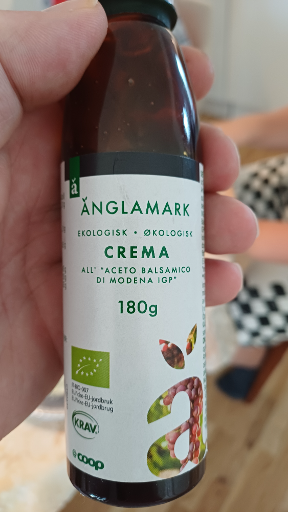 ä
ÄNGLAMARK
EKOLOGISK • ØKOLOGISK
CREMA
ALL' "ACETO BALSAMICO
DI MODENA IGP"
180g
KRAV
coop
ä